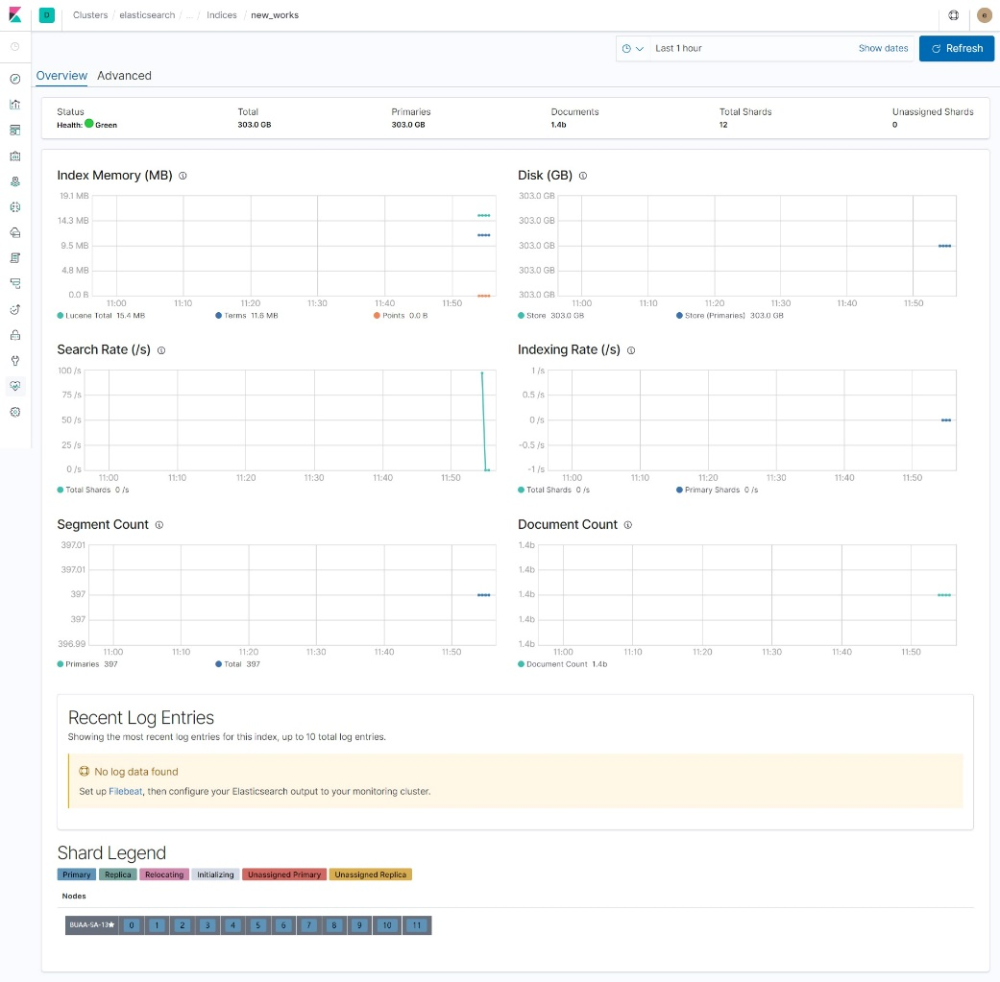 D Clusters / elasticsearch / ... / Indices / new_works e
Last 1 hour Show dates Refresh
Overview Advanced
Status Total Primaries Documents Total Shards Unassigned Shards
Health: Green 303.0 GB 303.0 GB 1.4b 12 0
Index Memory (MB)
19.1 MB
14.3 MB
9.5 MB
4.8 MB
0.0 B
11:00 11:10 11:20 11:30 11:40 11:50
Lucene Total 15.4 MB Terms 11.6 MB Points 0.0 B
Disk (GB)
303.0 GB
303.0 GB
303.0 GB
303.0 GB
303.0 GB
11:00 11:10 11:20 11:30 11:40 11:50
Store 303.0 GB Store (Primaries) 303.0 GB
Search Rate (/s)
100 /s
75 /s
50 /s
25 /s
0 /s
11:00 11:10 11:20 11:30 11:40 11:50
Total Shards 0 /s
Indexing Rate (/s)
1 /s
0.5 /s
0 /s
-0.5 /s
-1 /s
11:00 11:10 11:20 11:30 11:40 11:50
Total Shards 0 /s Primary Shards 0 /s
Segment Count
397.01
397.01
397
397
396.99
11:00 11:10 11:20 11:30 11:40 11:50
Primaries 397 Total 397
Document Count
1.4b
1.4b
1.4b
1.4b
1.4b
11:00 11:10 11:20 11:30 11:40 11:50
Document Count 1.4b
Recent Log Entries
Showing the most recent log entries for this index, up to 10 total log entries.
No log data found
Set up Filebeat, then configure your Elasticsearch output to your monitoring cluster.
Shard Legend
Primary Replica Relocating Initializing Unassigned Primary Unassigned Replica
Nodes
BUAA-SA-13★ 0 1 2 3 4 5 6 7 8 9 10 11